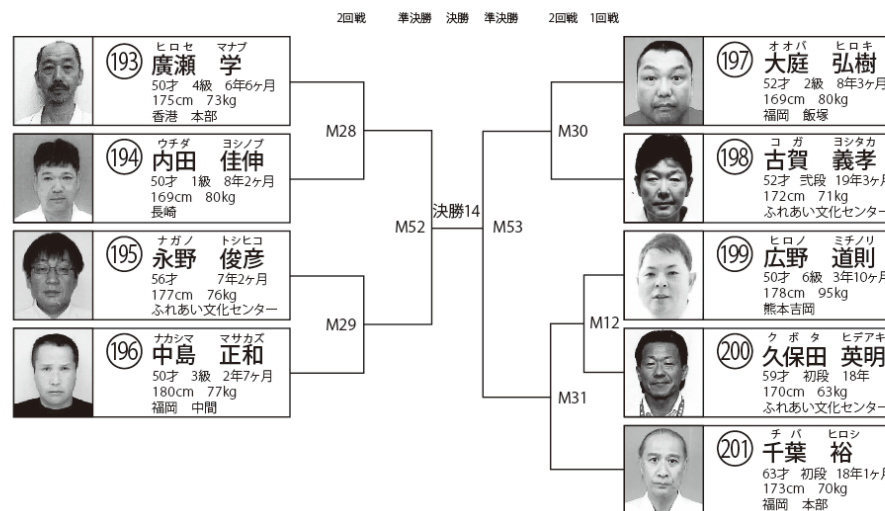 2回戦 準決勝 決勝 準決勝 2回戦 1回戦
193
ヒロセ マナブ
廣瀬 学
50才 4級 6年6ヶ月
175cm 73kg
香港 本部
194
ウチダ ヨシノブ
内田 佳伸
50才 1級 8年2ヶ月
169cm 80kg
長崎
195
ナガノ トシヒコ
永野 俊彦
56才 7年2ヶ月
177cm 76kg
ふれあい文化センター
196
ナカシマ マサカズ
中島 正和
50才 3級 2年7ヶ月
180cm 77kg
福岡 中間
M28
M29
M52
決勝14
M53
M30
M12
M31
197
オオバ ヒロキ
大庭 弘樹
52才 2級 8年3ヶ月
169cm 80kg
福岡 飯塚
198
コガ ヨシタカ
古賀 義孝
52才 弐段 19年3ヶ月
172cm 71kg
ふれあい文化センター
199
ヒロノ ミチノリ
広野 道則
50才 6級 3年10ヶ月
178cm 95kg
熊本吉岡
200
クボタ ヒデアキ
久保田 英明
59才 初段 18年
170cm 63kg
ふれあい文化センター
201
チバ ヒロシ
千葉 裕
63才 初段 18年1ヶ月
173cm 70kg
福岡 本部